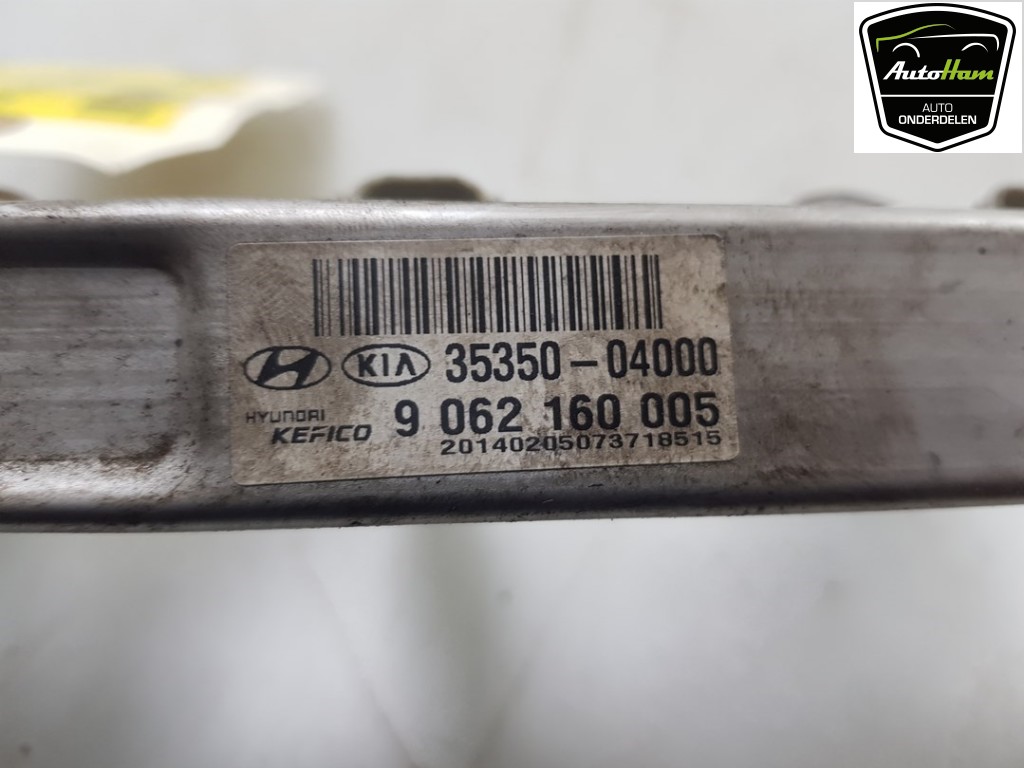 AutoHam
AUTO
ONDERDELEN
KIA 35350-04000
HYUNDAI
KEFICO 9 062 160 005
20140205073718515